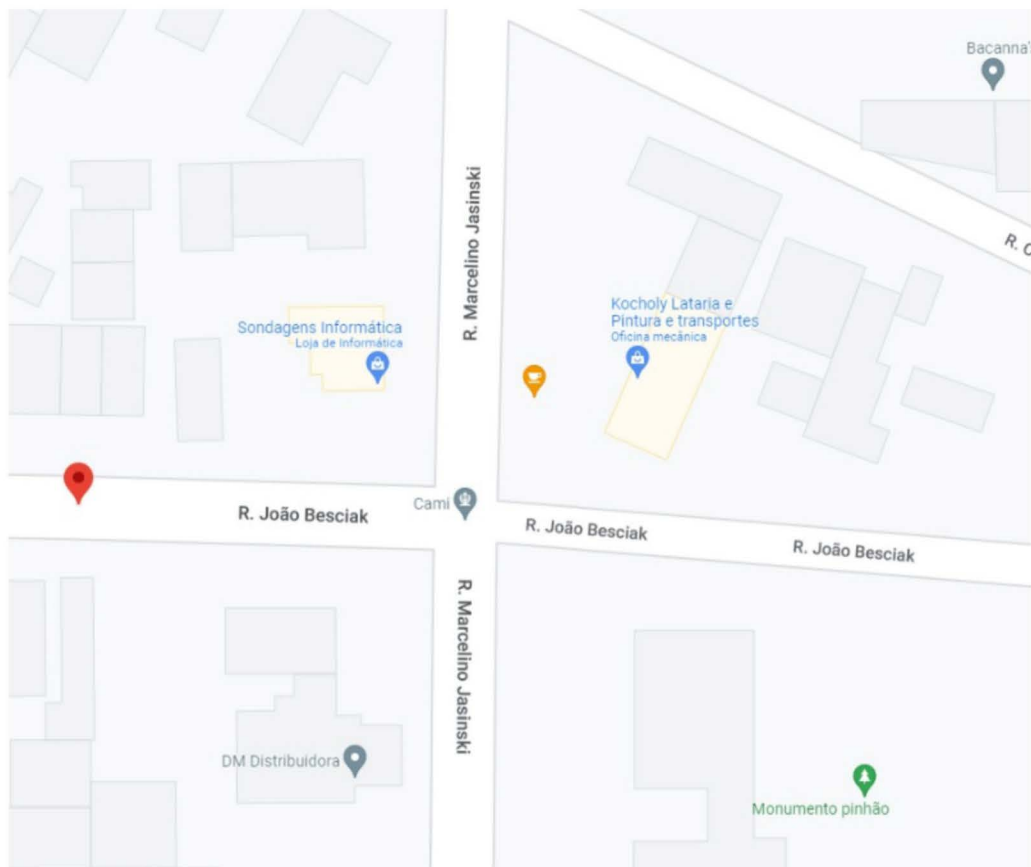 Bacanna'
R. Marcelino Jasinski
R. O
Kocholy Lataria e
Pintura e transportes
Oficina mecânica
Sondagens Informática
Loja de Informática
Cami
R. João Besciak
R. João Besciak
R. João Besciak
R. Marcelino Jasinski
DM Distribuidora
Monumento pinhão